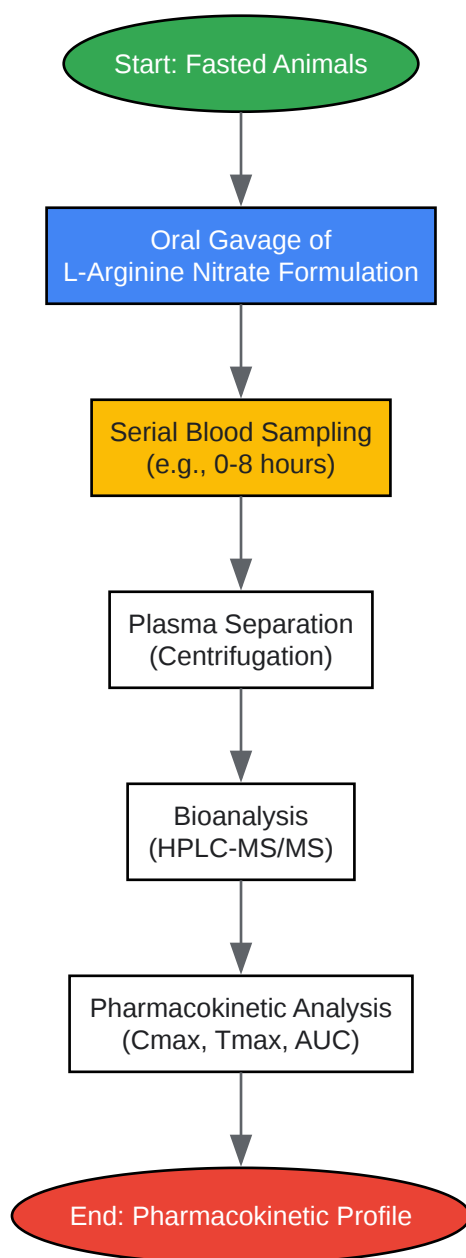 Start: Fasted Animals
Oral Gavage of
L-Arginine Nitrate Formulation
Serial Blood Sampling
(e.g., 0-8 hours)
Plasma Separation
(Centrifugation)
Bioanalysis
(HPLC-MS/MS)
Pharmacokinetic Analysis
(Cmax, Tmax, AUC)
End: Pharmacokinetic Profile